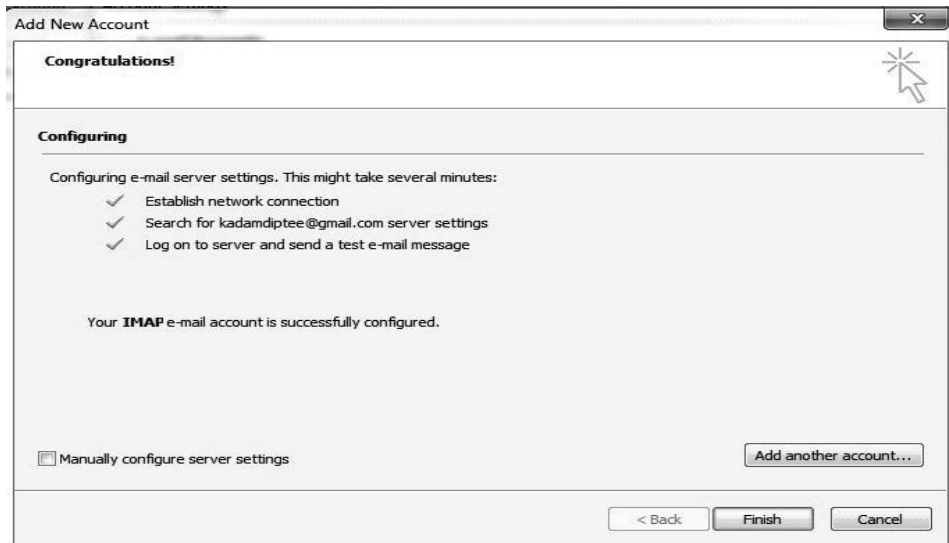 Add New Account
Congratulations!
Configuring
Configuring e-mail server settings. This might take several minutes:
Establish network connection
Search for kadamdiptee@gmail.com server settings
Log on to server and send a test e-mail message
Your IMAP e-mail account is successfully configured.
Manually configure server settings
Add another account...
< Back
Finish
Cancel